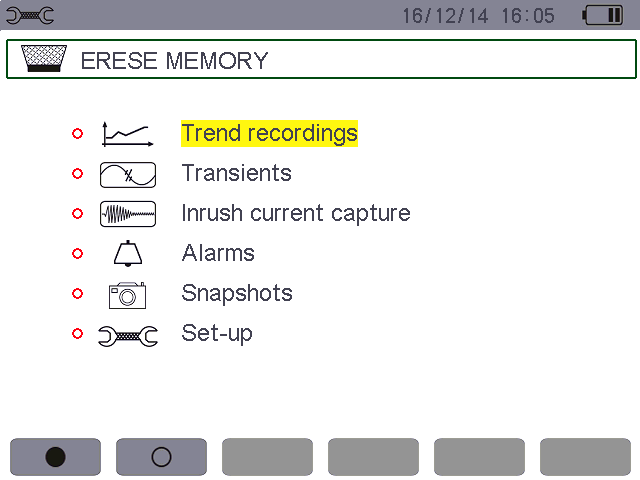 16/12/14 16:05
ERESE MEMORY
Trend recordings
Transients
Inrush current capture
Alarms
Snapshots
Set-up